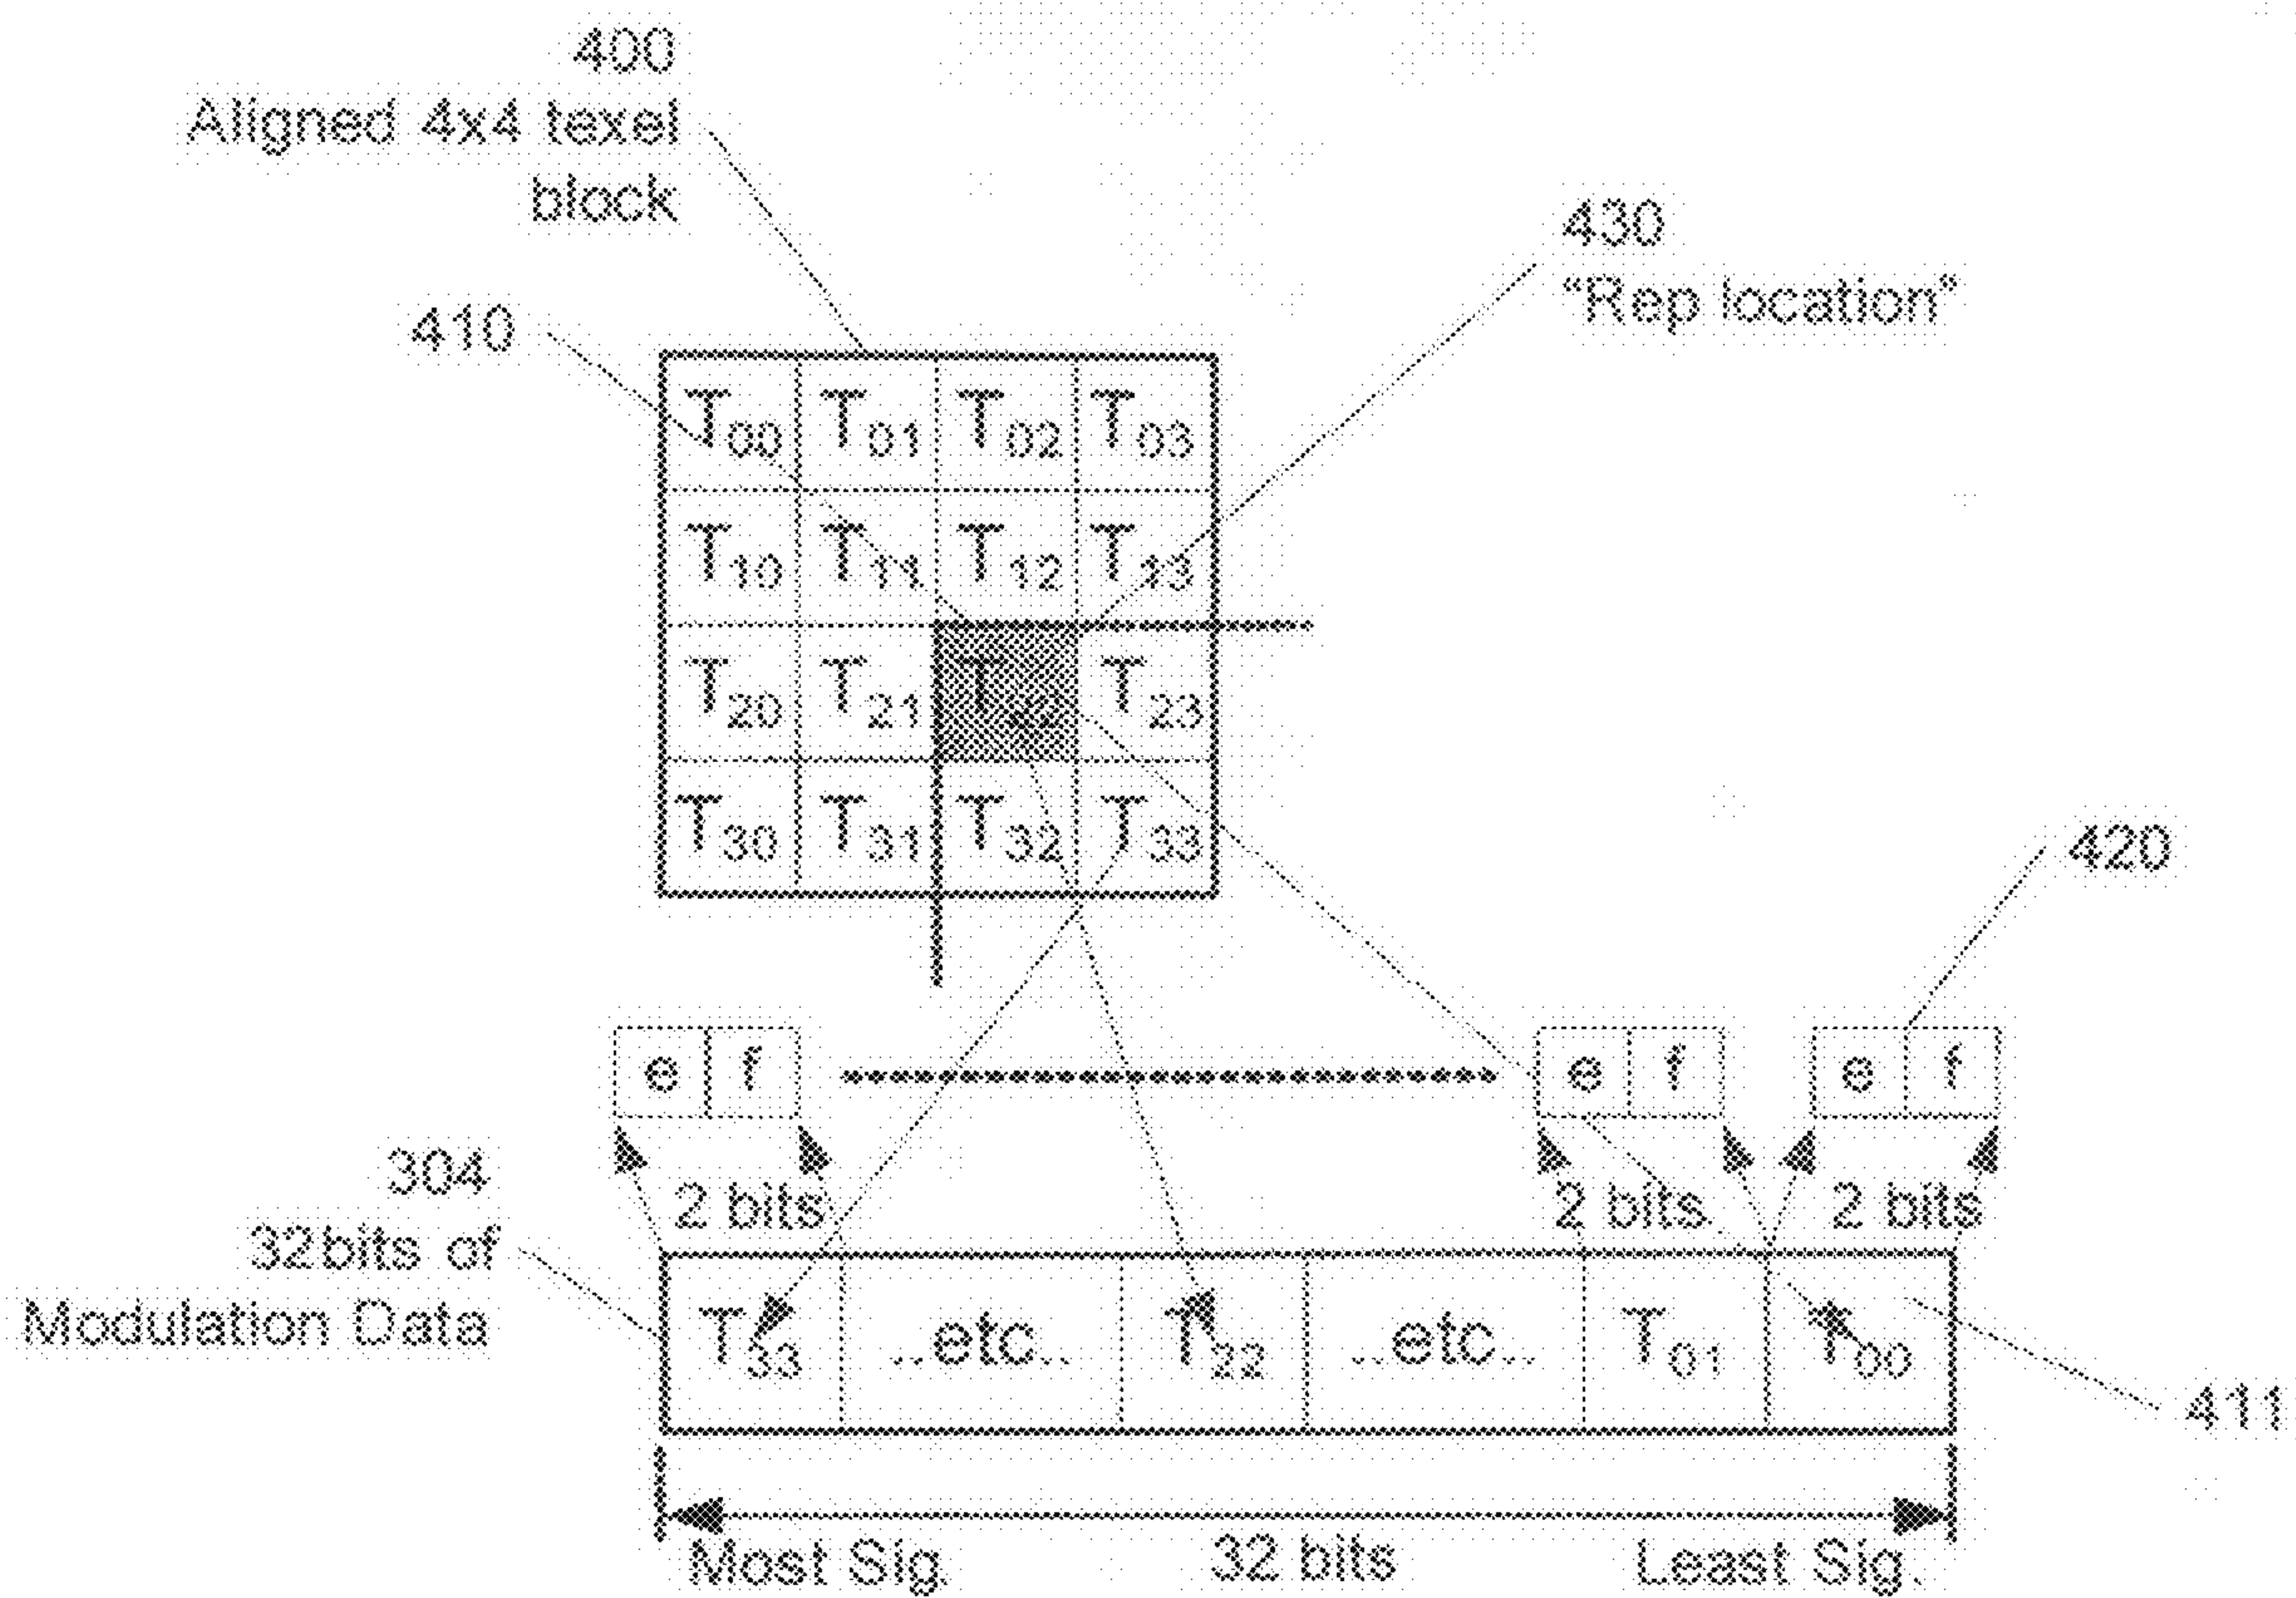 400
Aligned 4x4 texel
block
430
"Rep location"
410
T00 T01 T02 T03
T10 T11 T12 T13
T20 T21 T T23
T30 T31 T32 T33
420
e f e f e f
304
32bits of
Modulation Data
2 bits 2 bits 2 bits
T33 ..etc.. T22 ..etc.. T01 T00
411
Most Sig. 32 bits Least Sig.